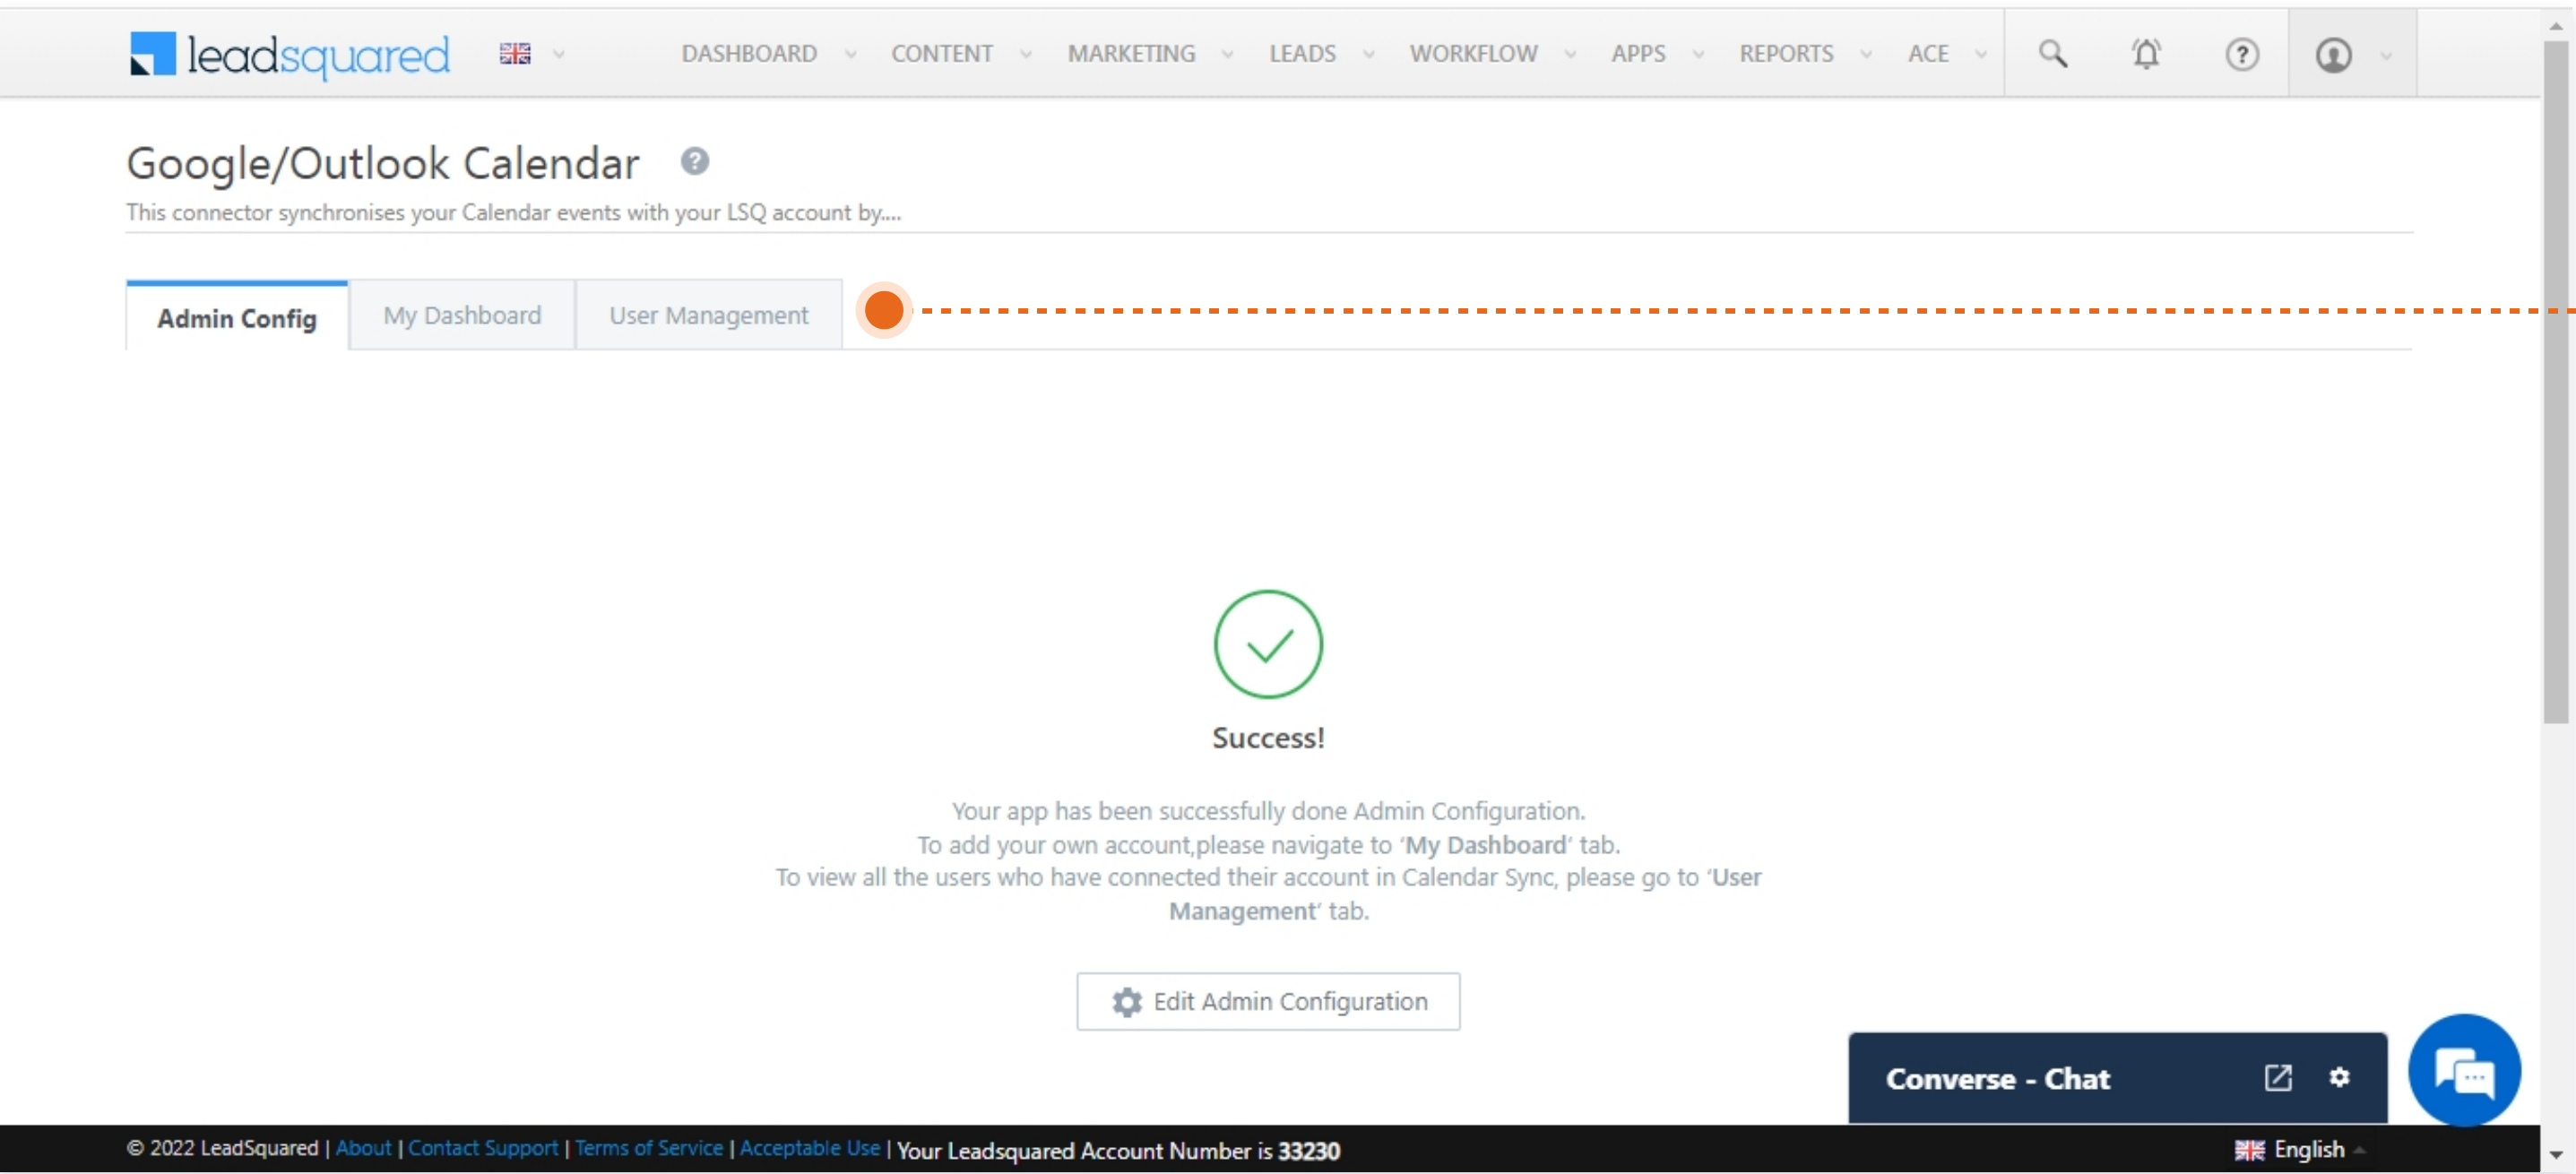 leadsquared
DASHBOARD CONTENT MARKETING LEADS WORKFLOW APPS REPORTS ACE
Google/Outlook Calendar ?
This connector synchronises your Calendar events with your LSQ account by....
Admin Config My Dashboard User Management
Success!
Your app has been successfully done Admin Configuration.
To add your own account,please navigate to ‘My Dashboard’ tab.
To view all the users who have connected their account in Calendar Sync, please go to ‘User
Management’ tab.
Edit Admin Configuration
Converse - Chat
© 2022 LeadSquared | About | Contact Support | Terms of Service | Acceptable Use | Your Leadsquared Account Number is 33230
English